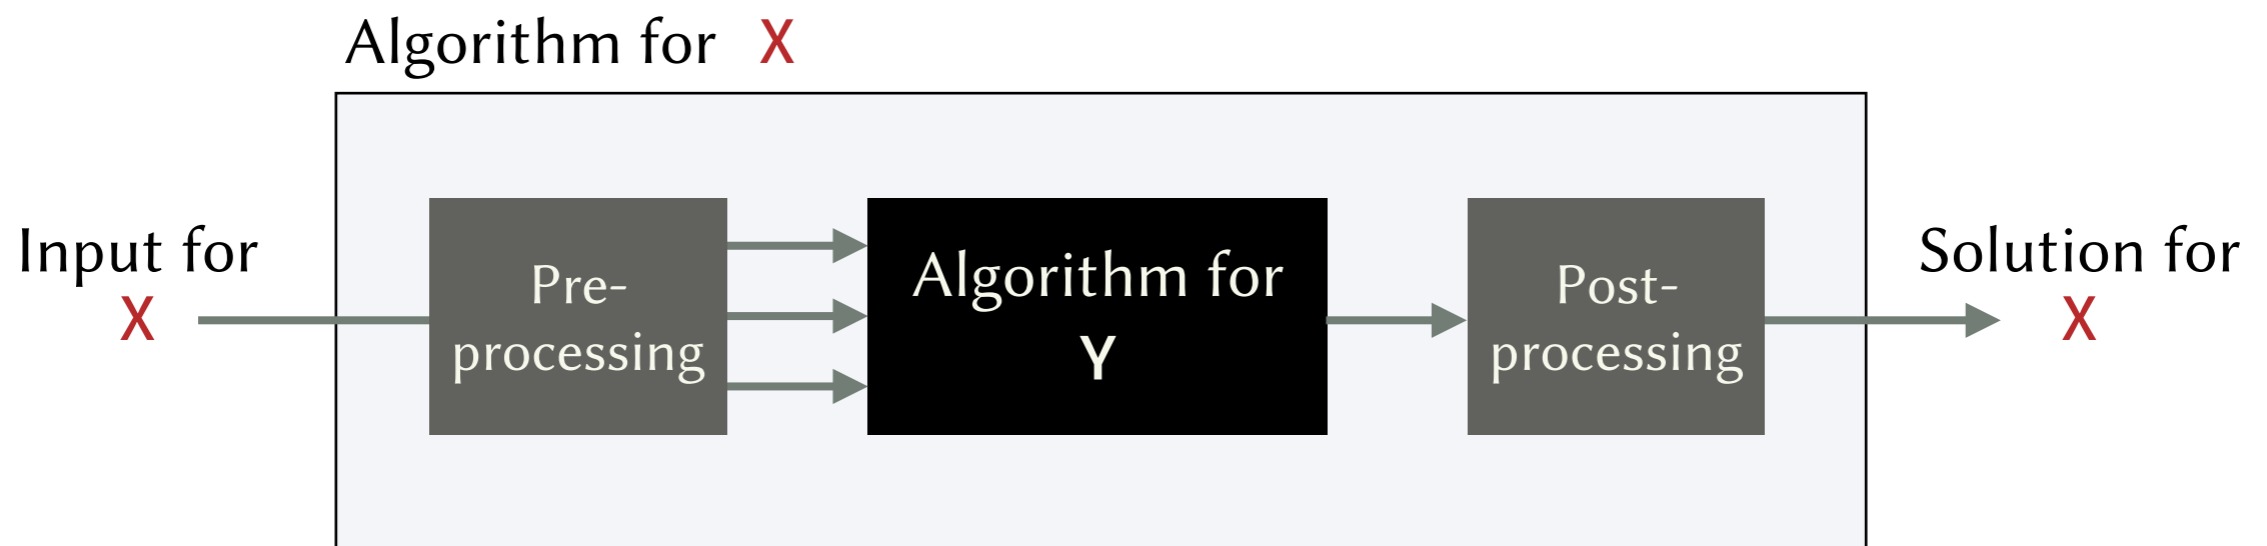 Algorithm for X
Input for
X
Pre-
processing
Algorithm for
Y
Post-
processing
Solution for
X